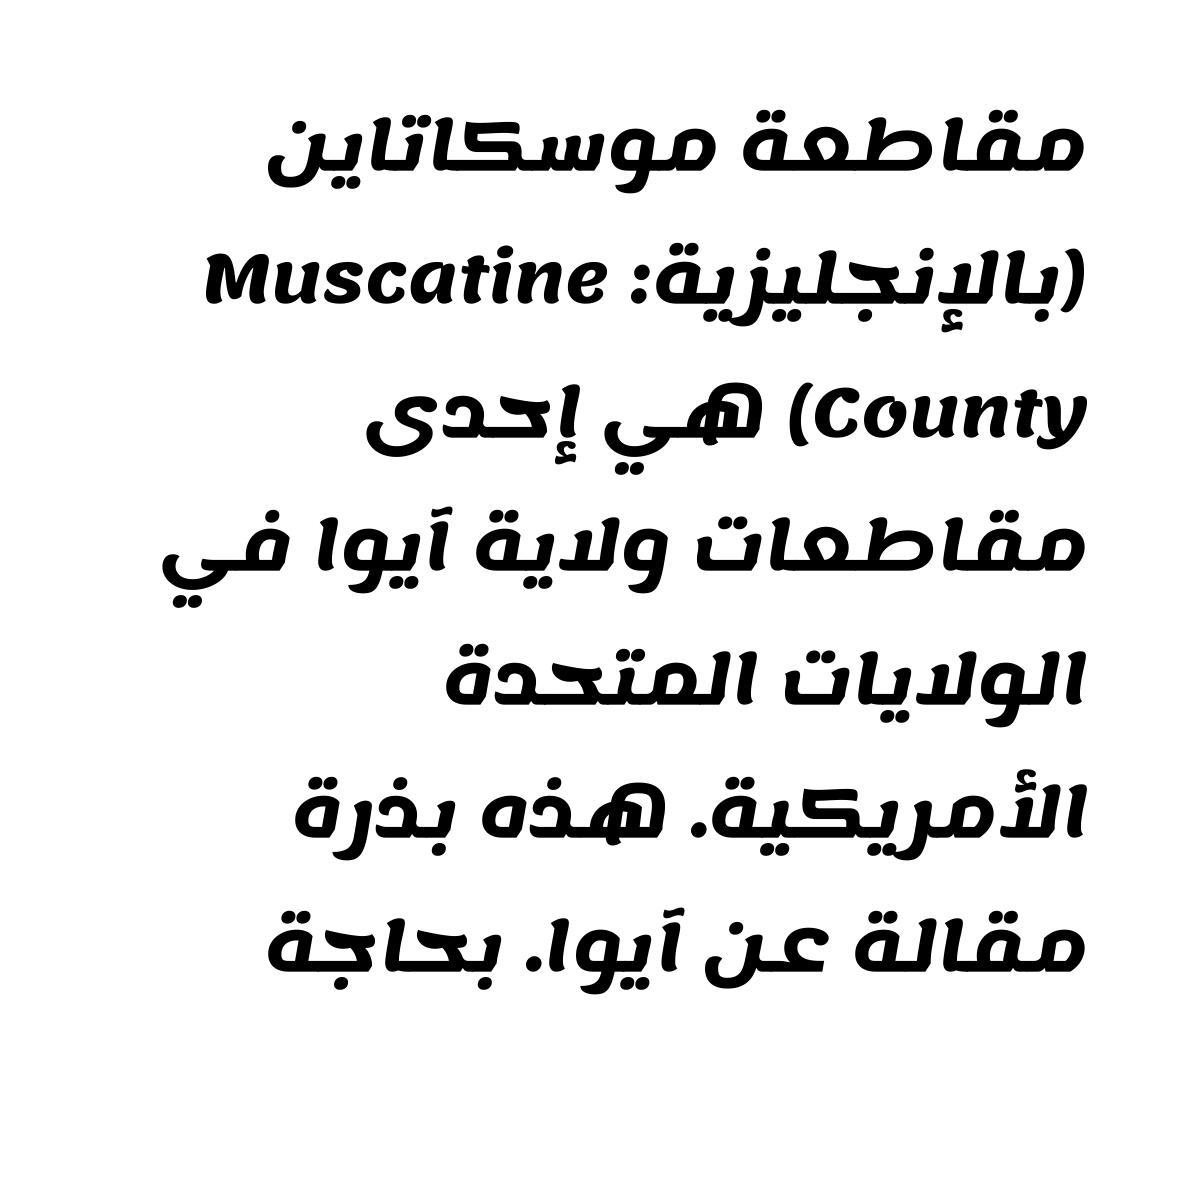 مقاطعة موسكاتاين
(بالإنجليزية: Muscatine
County) هي إحدى
مقاطعات ولاية آيوا في
الولايات المتحدة
الأمريكية. هذه بذرة
مقالة عن آيوا. بحاجة